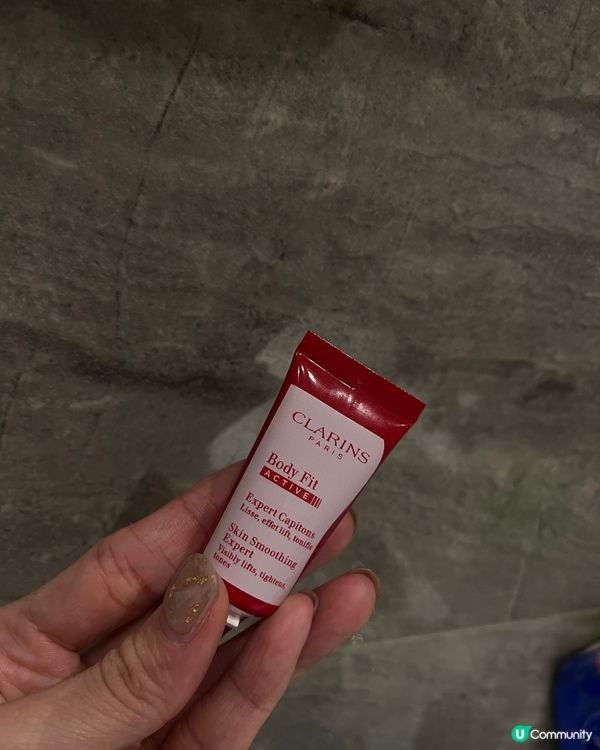 CLARINS
PARIS
Body Fit
ACTIVE
Expert Capitons
Lisse, effet lift, tonifie
Skin Smoothing
Expert
Visibly lifts, tightens,
tones
U Community